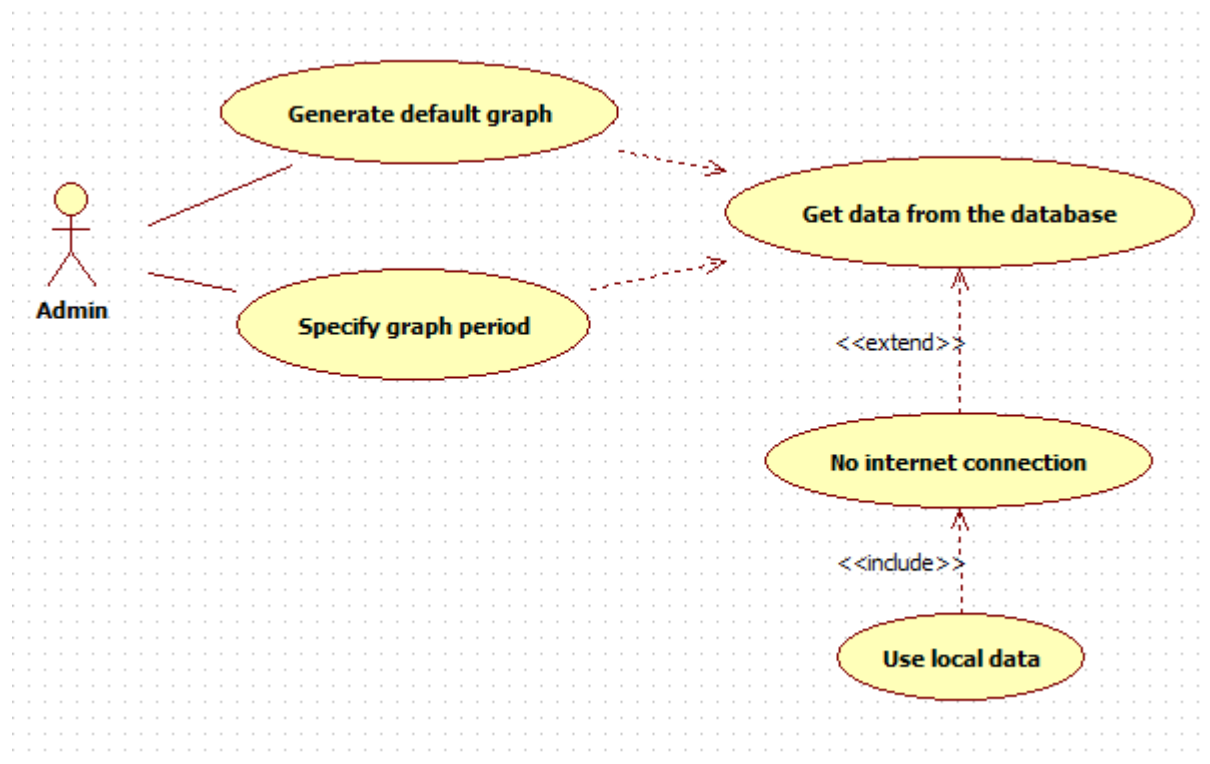 Generate default graph
Get data from the database
Admin
Specify graph period
<<extend>>
No internet connection
<<include>>
Use local data